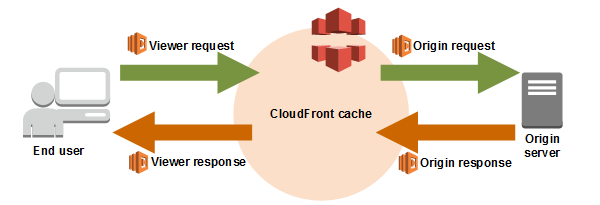 Viewer request
Origin request
CloudFront cache
End user
Viewer response
Origin response
Origin
server